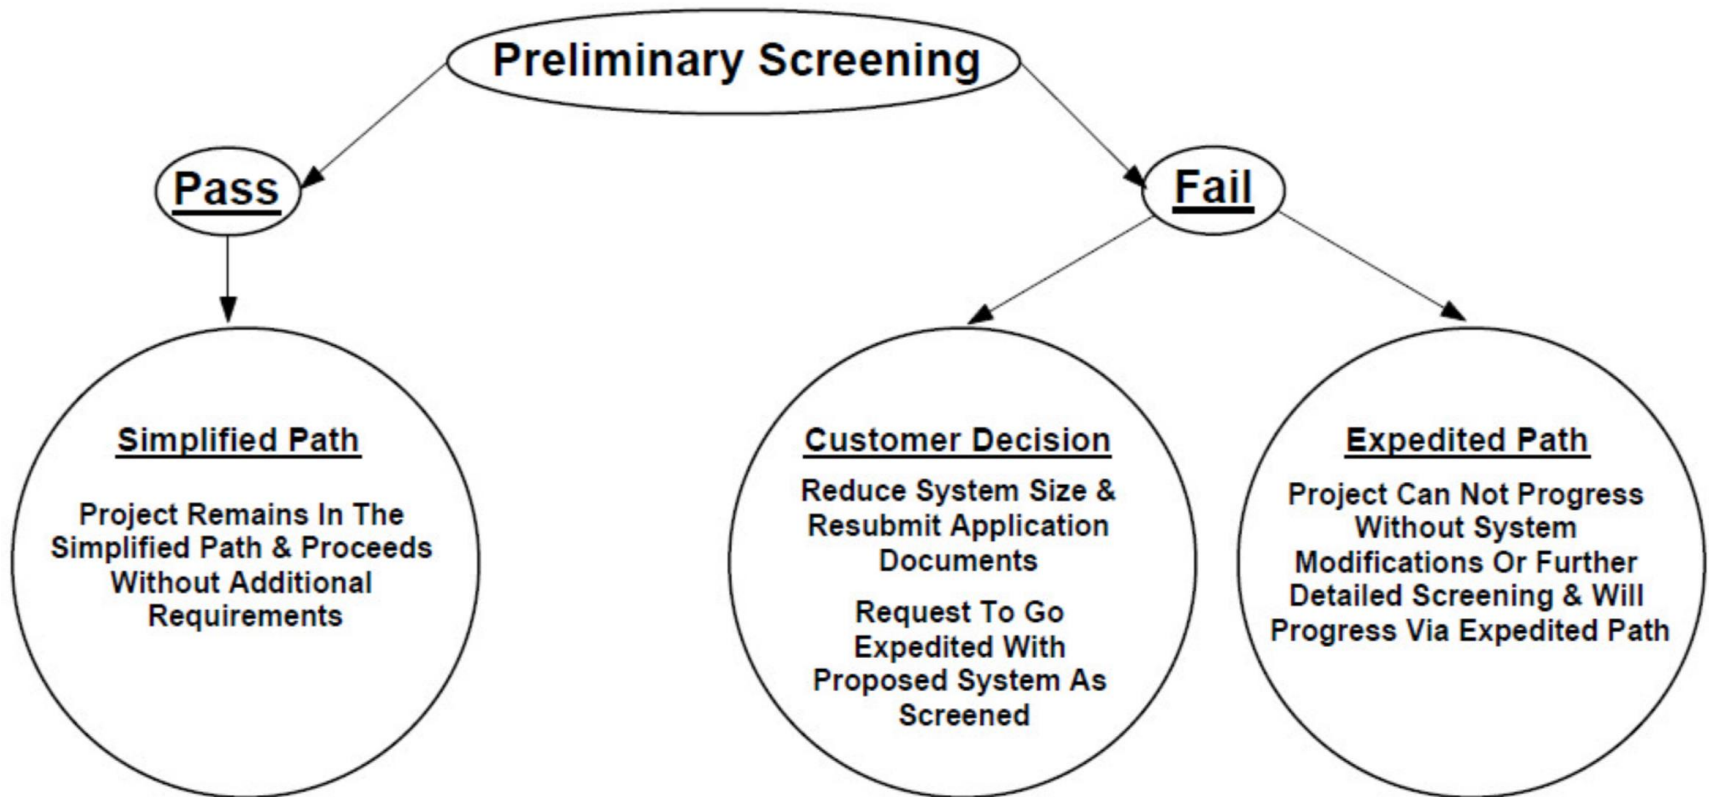 Preliminary Screening
Pass
Fail
Simplified Path
Project Remains In The
Simplified Path & Proceeds
Without Additional
Requirements
Customer Decision
Reduce System Size &
Resubmit Application
Documents
Request To Go
Expedited With
Proposed System As
Screened
Expedited Path
Project Can Not Progress
Without System
Modifications Or Further
Detailed Screening & Will
Progress Via Expedited Path